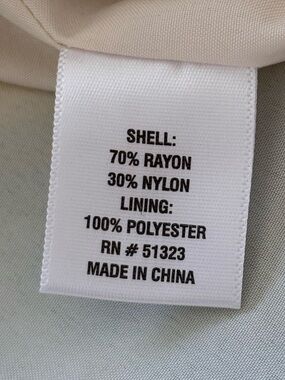 SHELL:
70% RAYON
30% NYLON
LINING:
100% POLYESTER
RN # 51323
MADE IN CHINA